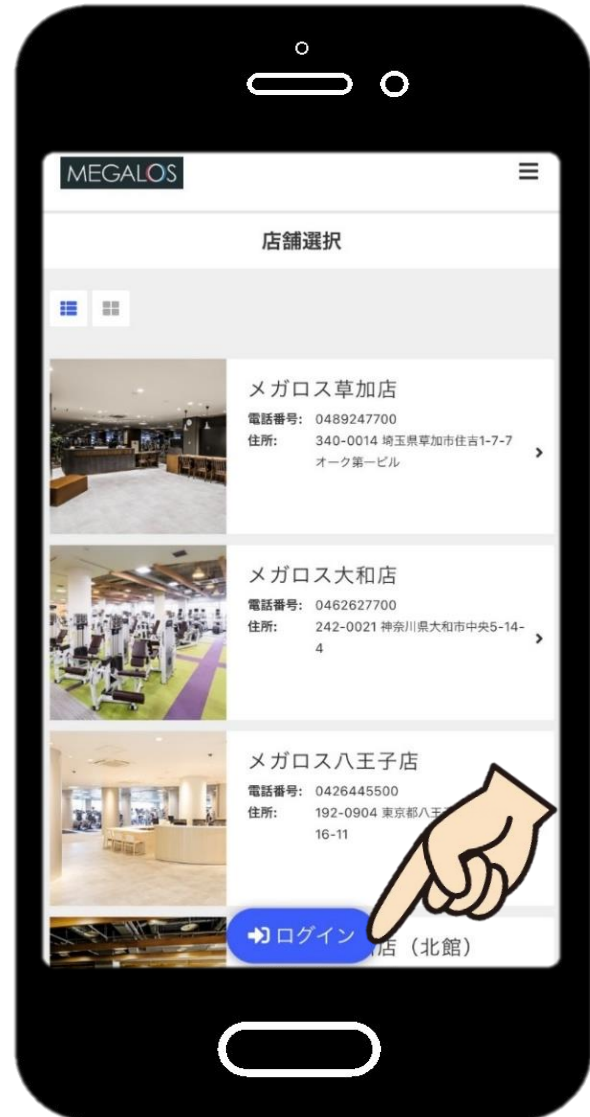 MEGALOS
店舗選択
メガロス草加店
電話番号: 0489247700
住所: 340-0014 埼玉県草加市住吉1-7-7
オーク第一ビル
メガロス大和店
電話番号: 0462627700
住所: 242-0021 神奈川県大和市中央5-14-
4
メガロス八王子店
電話番号: 0426445500
住所: 192-0904 東京都八王
16-11
ログイン
店（北館）